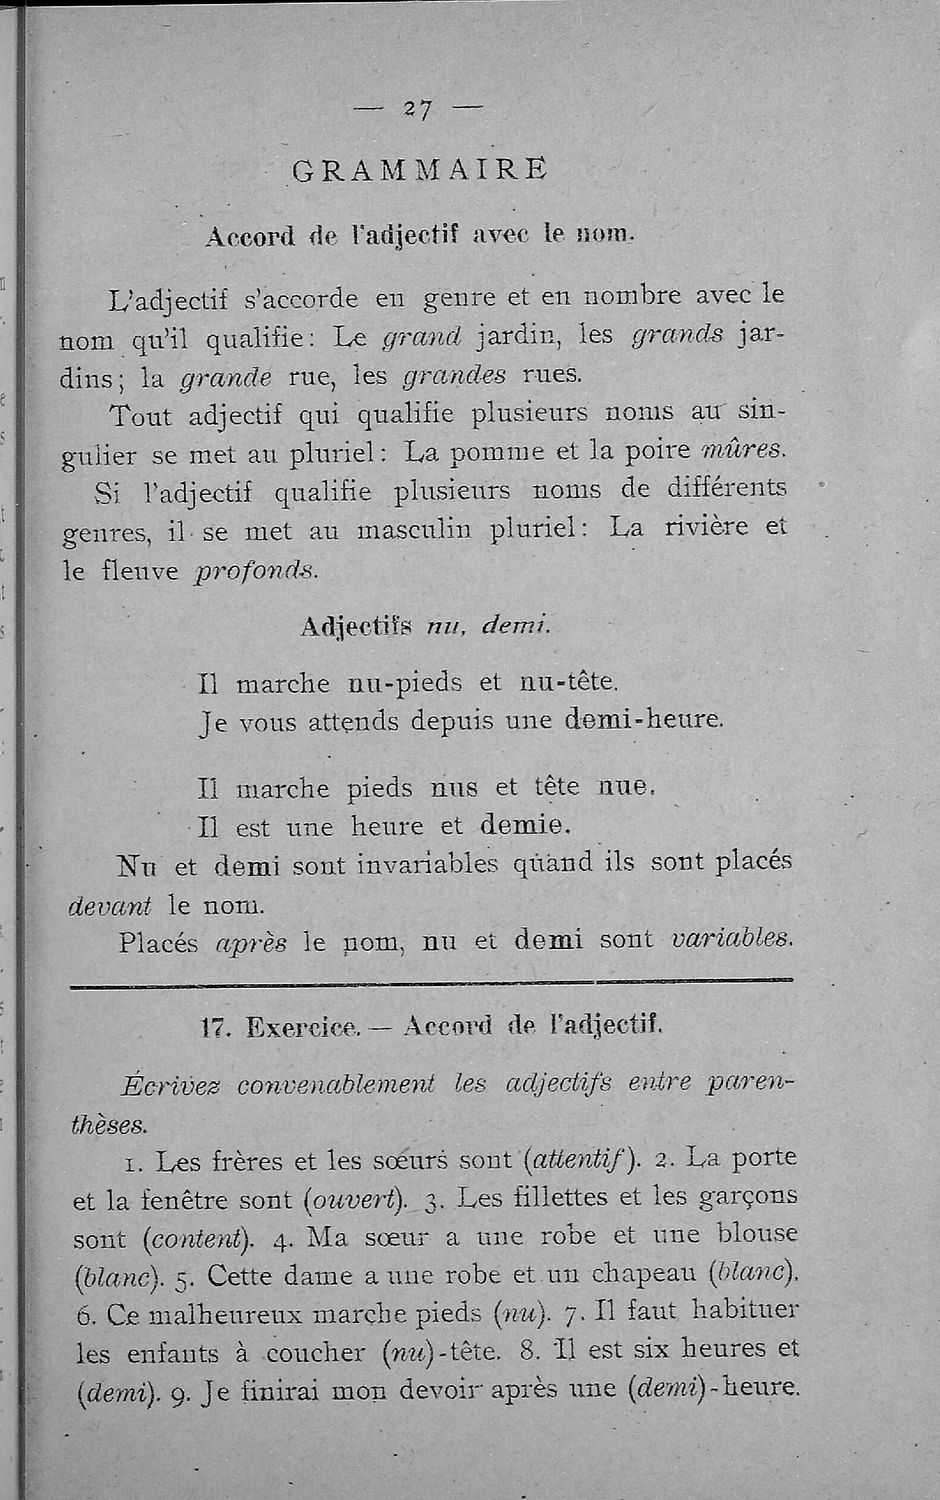 — 27 —
GRAMMAIRE
Accord de l'adjectif avec le nom.
L'adjectif s'accorde en genre et en nombre avec le
nom qu'il qualifie: Le grand jardin, les grands jar-
dins; la grande rue, les grandes rues.
Tout adjectif qui qualifie plusieurs noms au sin-
gulier se met au pluriel: La pomme et la poire mûres.
Si l'adjectif qualifie plusieurs noms de différents
genres, il se met au masculin pluriel: La rivière et
le fleuve profonds.
Adjectifs nu, demi.
Il marche nu-pieds et nu-tête.
Je vous attends depuis une demi-heure.
Il marche pieds nus et tête nue.
Il est une heure et demie.
Nu et demi sont invariables quand ils sont placés
devant le nom.
Placés après le nom, nu et demi sont variables.
17. Exercice. — Accord de l'adjectif.
Écrivez convenablement les adjectifs entre paren-
thèses.
1. Les frères et les sœurs sont (attentif). 2. La porte
et la fenêtre sont (ouvert). 3. Les fillettes et les garçons
sont (content). 4. Ma sœur a une robe et une blouse
(blanc). 5. Cette dame a une robe et un chapeau (blanc).
6. Ce malheureux marche pieds (nu). 7. Il faut habituer
les enfants à coucher (nu)-tête. 8. Il est six heures et
(demi). 9. Je finirai mon devoir après une (demi)-heure.